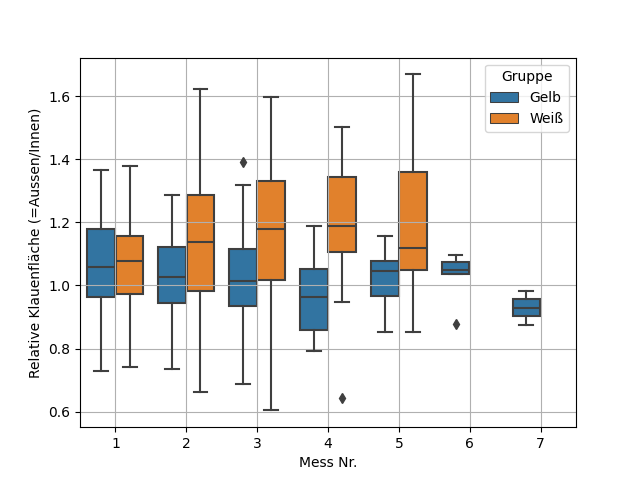 Gruppe
Gelb
Weiß
Relative Klauenfläche (=Aussen/Innen)
1.6
1.4
1.2
1.0
0.8
0.6
1 2 3 4 5 6 7
Mess Nr.